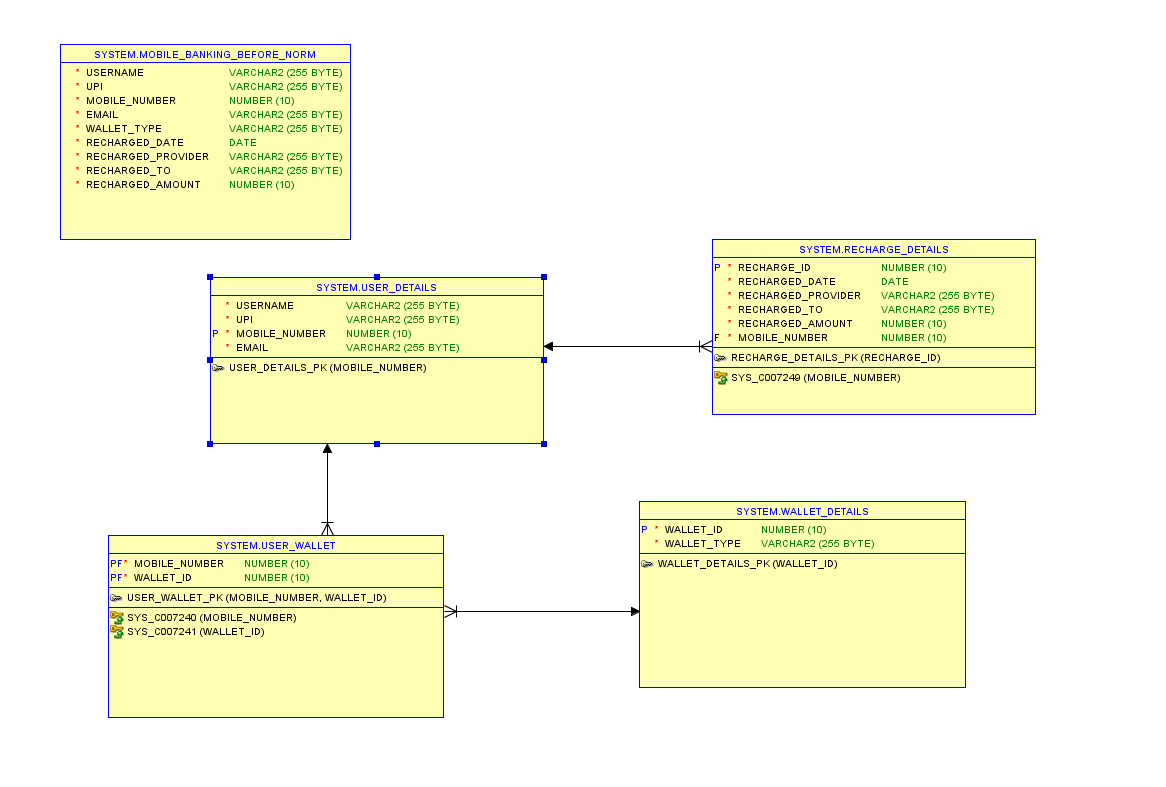 SYSTEM.MOBILE_BANKING_BEFORE_NORM
* USERNAME VARCHAR2 (255 BYTE)
* UPI VARCHAR2 (255 BYTE)
* MOBILE_NUMBER NUMBER (10)
* EMAIL VARCHAR2 (255 BYTE)
* WALLET_TYPE VARCHAR2 (255 BYTE)
* RECHARGED_DATE DATE
* RECHARGED_PROVIDER VARCHAR2 (255 BYTE)
* RECHARGED_TO VARCHAR2 (255 BYTE)
* RECHARGED_AMOUNT NUMBER (10)
SYSTEM.RECHARGE_DETAILS
P * RECHARGE_ID NUMBER (10)
* RECHARGED_DATE DATE
* RECHARGED_PROVIDER VARCHAR2 (255 BYTE)
* RECHARGED_TO VARCHAR2 (255 BYTE)
* RECHARGED_AMOUNT NUMBER (10)
F * MOBILE_NUMBER NUMBER (10)
RECHARGE_DETAILS_PK (RECHARGE_ID)
SYS_C007249 (MOBILE_NUMBER)
SYSTEM.USER_DETAILS
* USERNAME VARCHAR2 (255 BYTE)
* UPI VARCHAR2 (255 BYTE)
P * MOBILE_NUMBER NUMBER (10)
* EMAIL VARCHAR2 (255 BYTE)
USER_DETAILS_PK (MOBILE_NUMBER)
SYSTEM.WALLET_DETAILS
P * WALLET_ID NUMBER (10)
* WALLET_TYPE VARCHAR2 (255 BYTE)
WALLET_DETAILS_PK (WALLET_ID)
SYSTEM.USER_WALLET
PF* MOBILE_NUMBER NUMBER (10)
PF* WALLET_ID NUMBER (10)
USER_WALLET_PK (MOBILE_NUMBER, WALLET_ID)
SYS_C007240 (MOBILE_NUMBER)
SYS_C007241 (WALLET_ID)